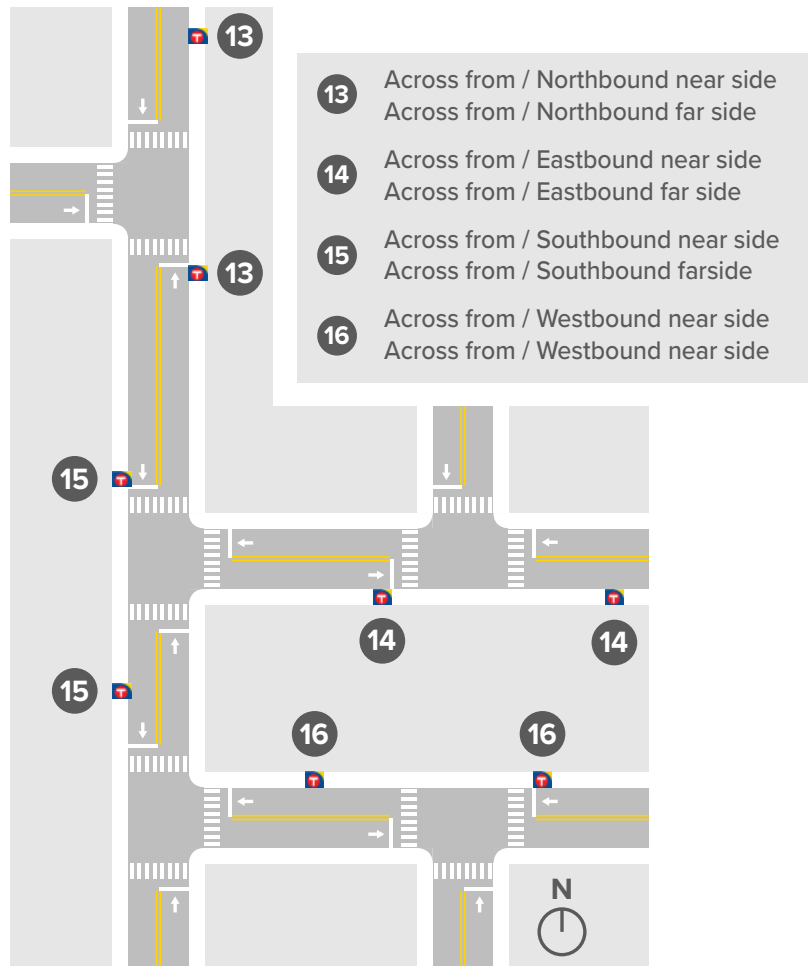 13
13
Across from / Northbound near side
Across from / Northbound far side
14
Across from / Eastbound near side
Across from / Eastbound far side
15
Across from / Southbound near side
Across from / Southbound farside
16
Across from / Westbound near side
Across from / Westbound near side
13
15
14
14
15
16
16
N
T
T
T
T
T
T
T
T